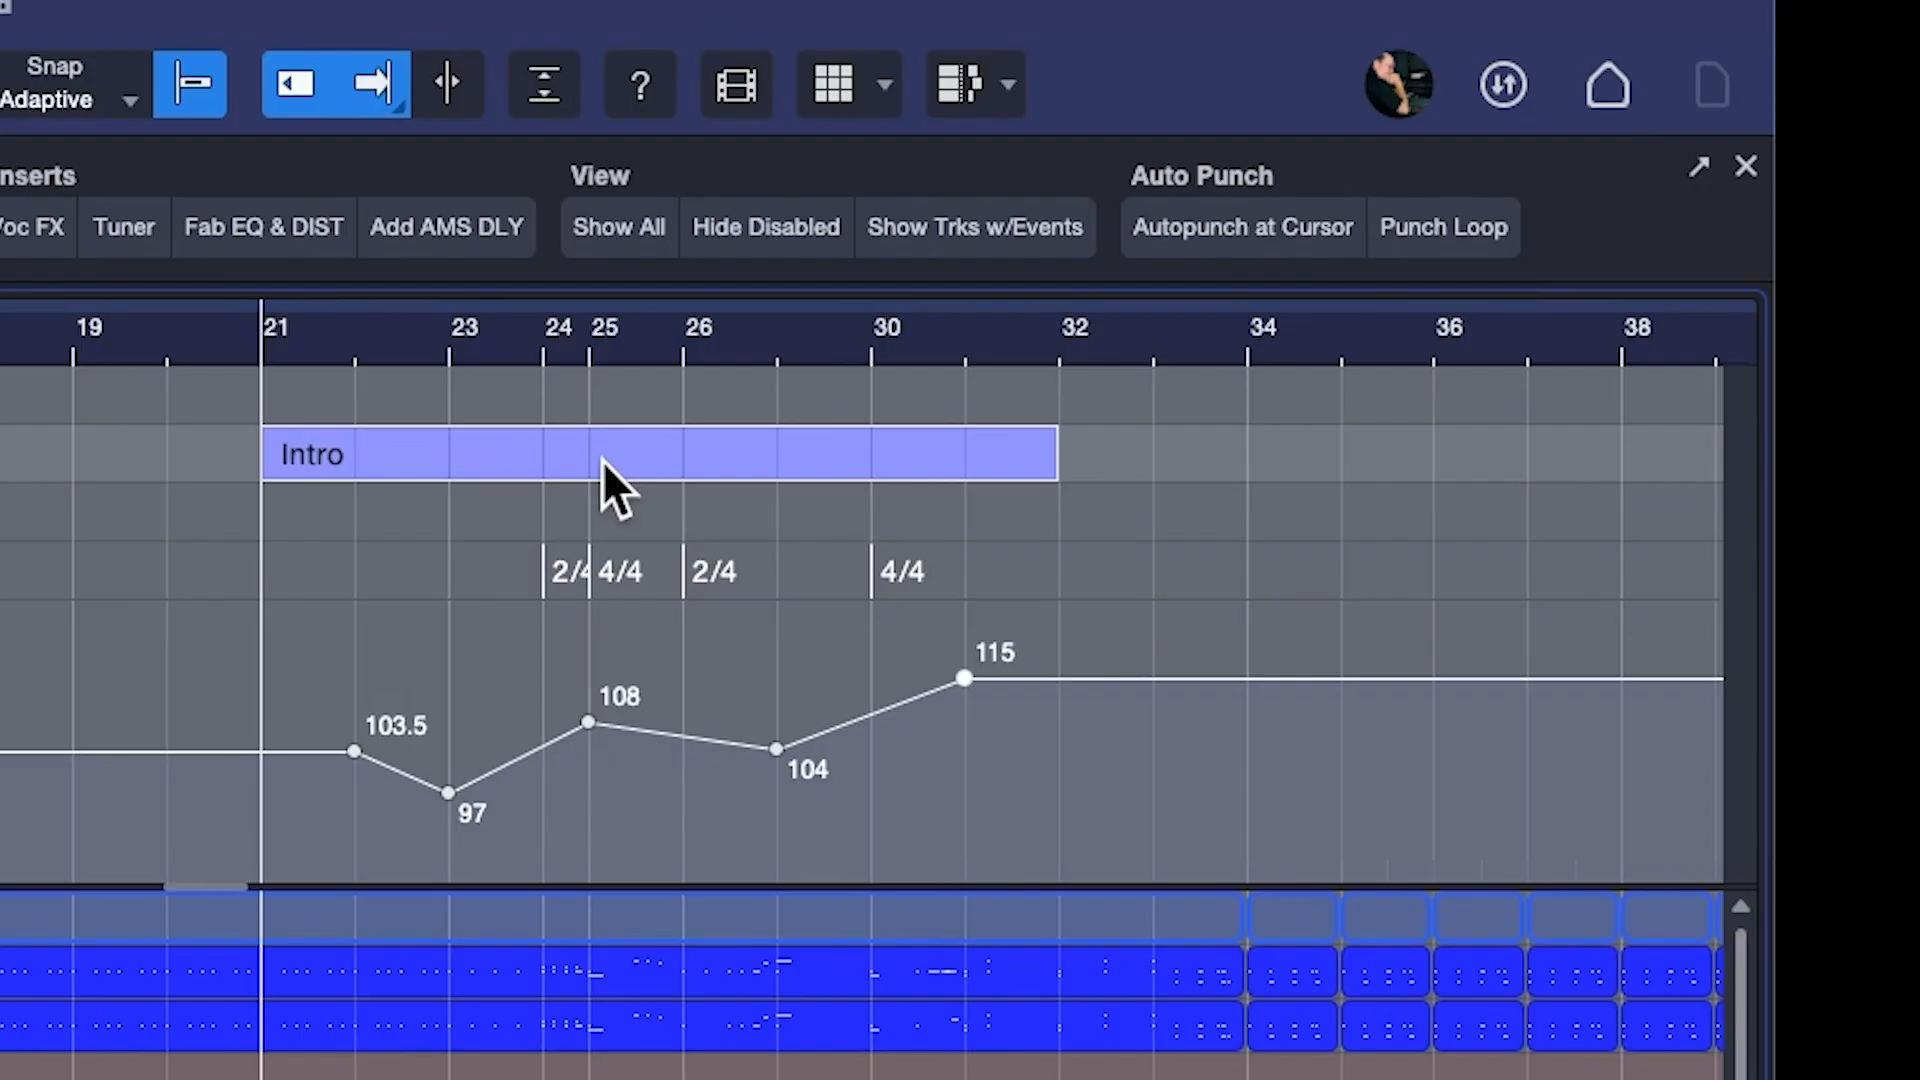 Snap
Adaptive
?
nserts
View
Auto Punch
oc FX
Tuner
Fab EQ & DIST
Add AMS DLY
Show All
Hide Disabled
Show Trks w/Events
Autopunch at Cursor
Punch Loop
19 21 23 24 25 26 30 32 34 36 38
Intro
2/4 4/4 2/4 4/4
115
108
103.5
104
97